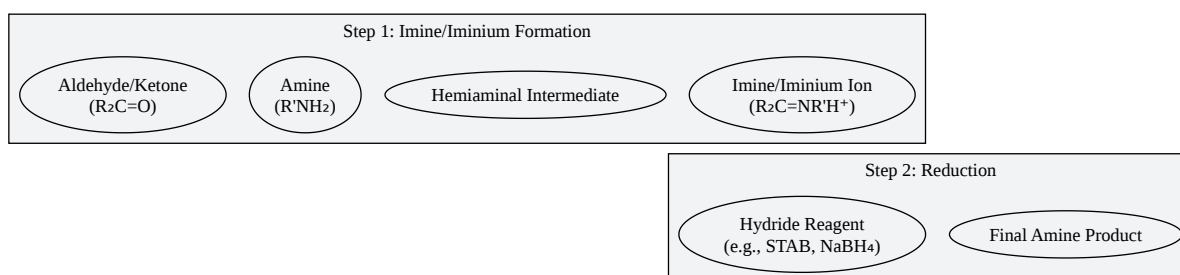 Step 1: Imine/Iminium Formation
Aldehyde/Ketone
(R₂C=O)
Amine
(R'NH₂)
Hemiaminal Intermediate
Imine/Iminium Ion
(R₂C=NR'H⁺)
Step 2: Reduction
Hydride Reagent
(e.g., STAB, NaBH₄)
Final Amine Product